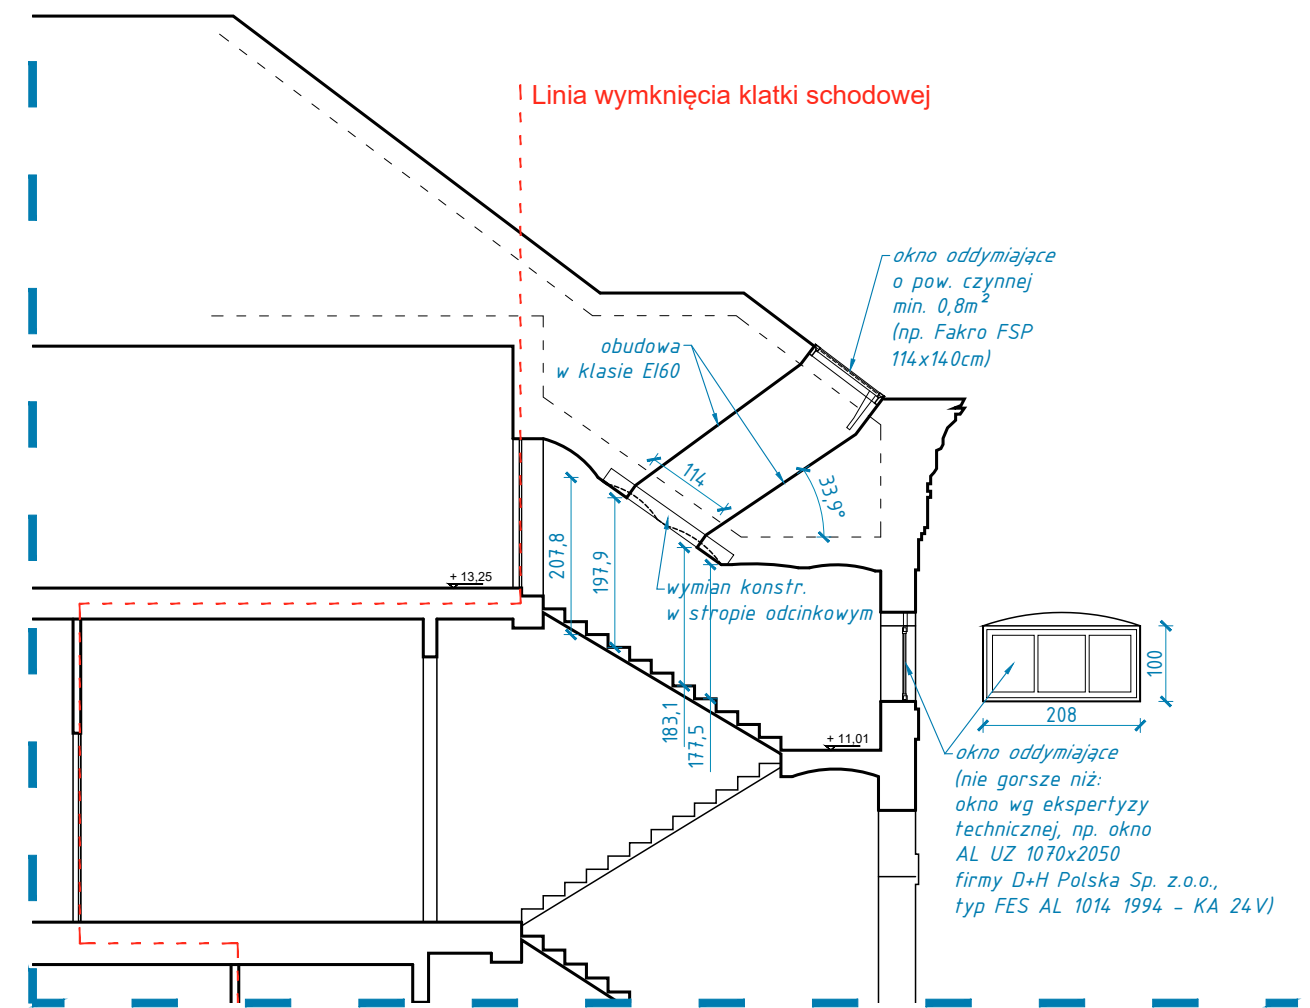 Linia wymknięcia klatki schodowej
okno oddymiające
o pow. czynnej
min. 0,8m²
(np. Fakro FSP
114x140cm)
obudowa
w klasie EI60
114
33,9°
207,8
197,9
+ 13,25
wymian konstr.
w stropie odcinkowym
183,1
177,5
+ 11,01
100
208
okno oddymiające
(nie gorsze niż:
okno wg ekspertyzy
technicznej, np. okno
AL UZ 1070x2050
firmy D+H Polska Sp. z.o.o.,
typ FES AL 1014 1994 - KA 24V)